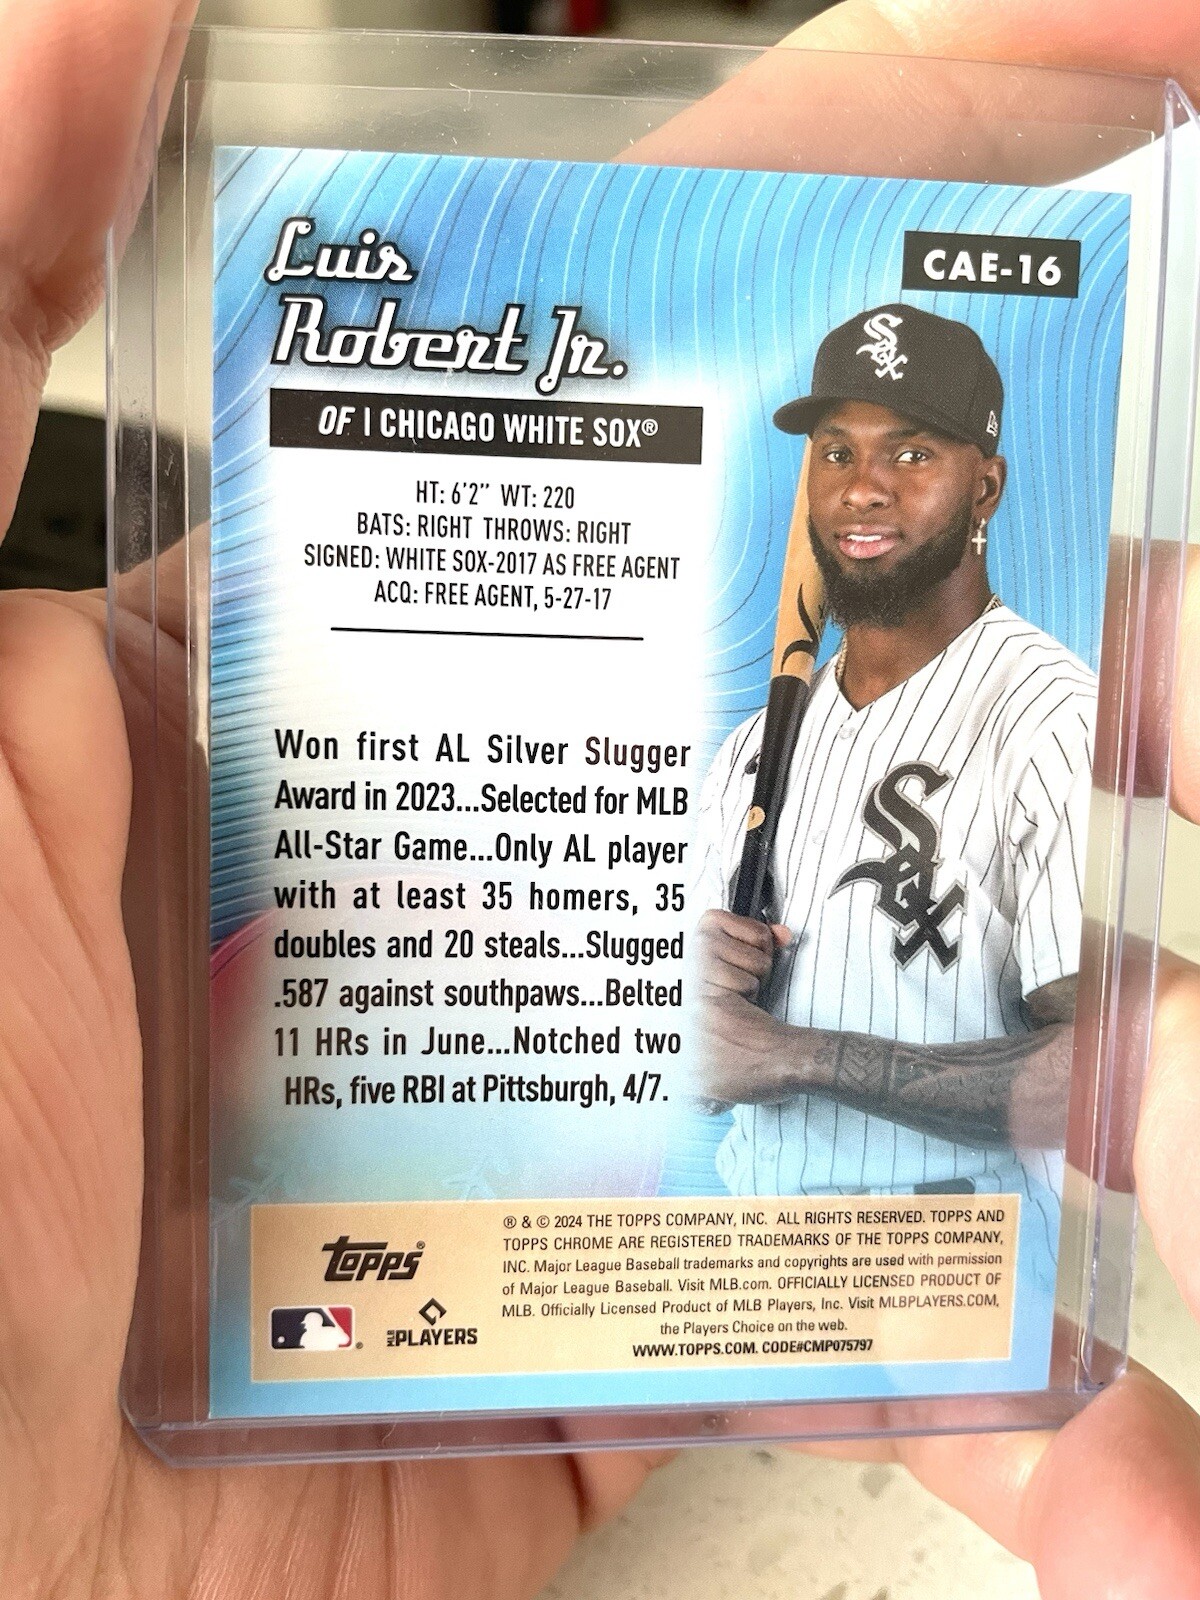 Luis
Robert Jr.
CAE-16
OF | CHICAGO WHITE SOX®
HT: 6'2" WT: 220
BATS: RIGHT THROWS: RIGHT
SIGNED: WHITE SOX-2017 AS FREE AGENT
ACQ: FREE AGENT, 5-27-17
Won first AL Silver Slugger
Award in 2023...Selected for MLB
All-Star Game...Only AL player
with at least 35 homers, 35
doubles and 20 steals...Slugged
.587 against southpaws...Belted
11 HRs in June...Notched two
HRs, five RBI at Pittsburgh, 4/7.
Sox
Sox
topps®
MLB PLAYERS
® & © 2024 THE TOPPS COMPANY, INC. ALL RIGHTS RESERVED. TOPPS AND
TOPPS CHROME ARE REGISTERED TRADEMARKS OF THE TOPPS COMPANY,
INC. Major League Baseball trademarks and copyrights are used with permission
of Major League Baseball. Visit MLB.com. OFFICIALLY LICENSED PRODUCT OF
MLB. Officially Licensed Product of MLB Players, Inc. Visit MLBPLAYERS.COM,
the Players Choice on the web.
WWW.TOPPS.COM. CODE#CMP075797